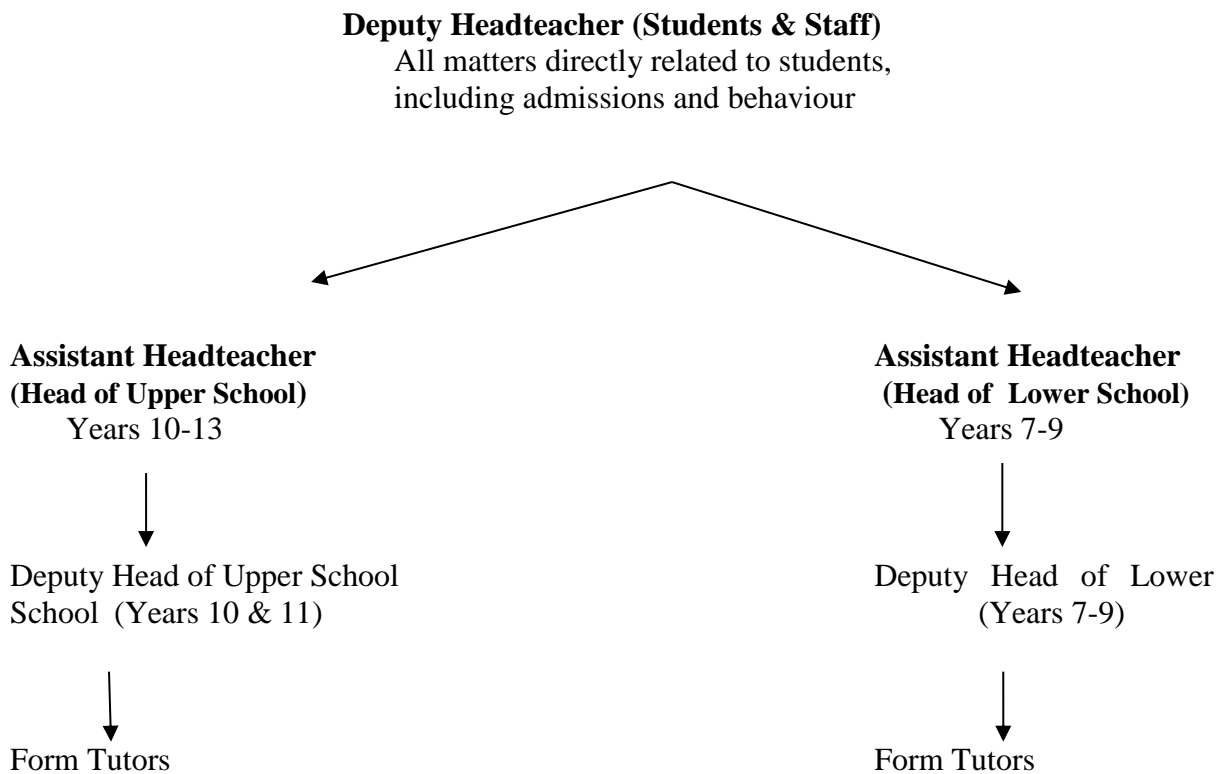 Deputy Headteacher (Students & Staff)
All matters directly related to students,
including admissions and behaviour
Assistant Headteacher
(Head of Upper School)
Years 10-13
Assistant Headteacher
(Head of Lower School)
Years 7-9
Deputy Head of Upper School
School (Years 10 & 11)
Deputy Head of Lower
(Years 7-9)
Form Tutors
Form Tutors